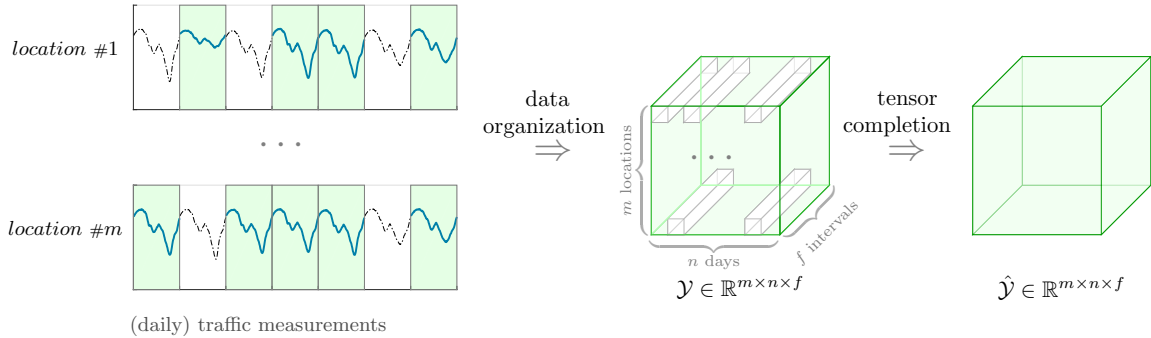 location #1
. . .
location #m
(daily) traffic measurements
data
organization
⇒
m locations
. . .
n days
f intervals
𝒴 ∈ ℝ^{m×n×f}
tensor
completion
⇒
𝒴̂ ∈ ℝ^{m×n×f}